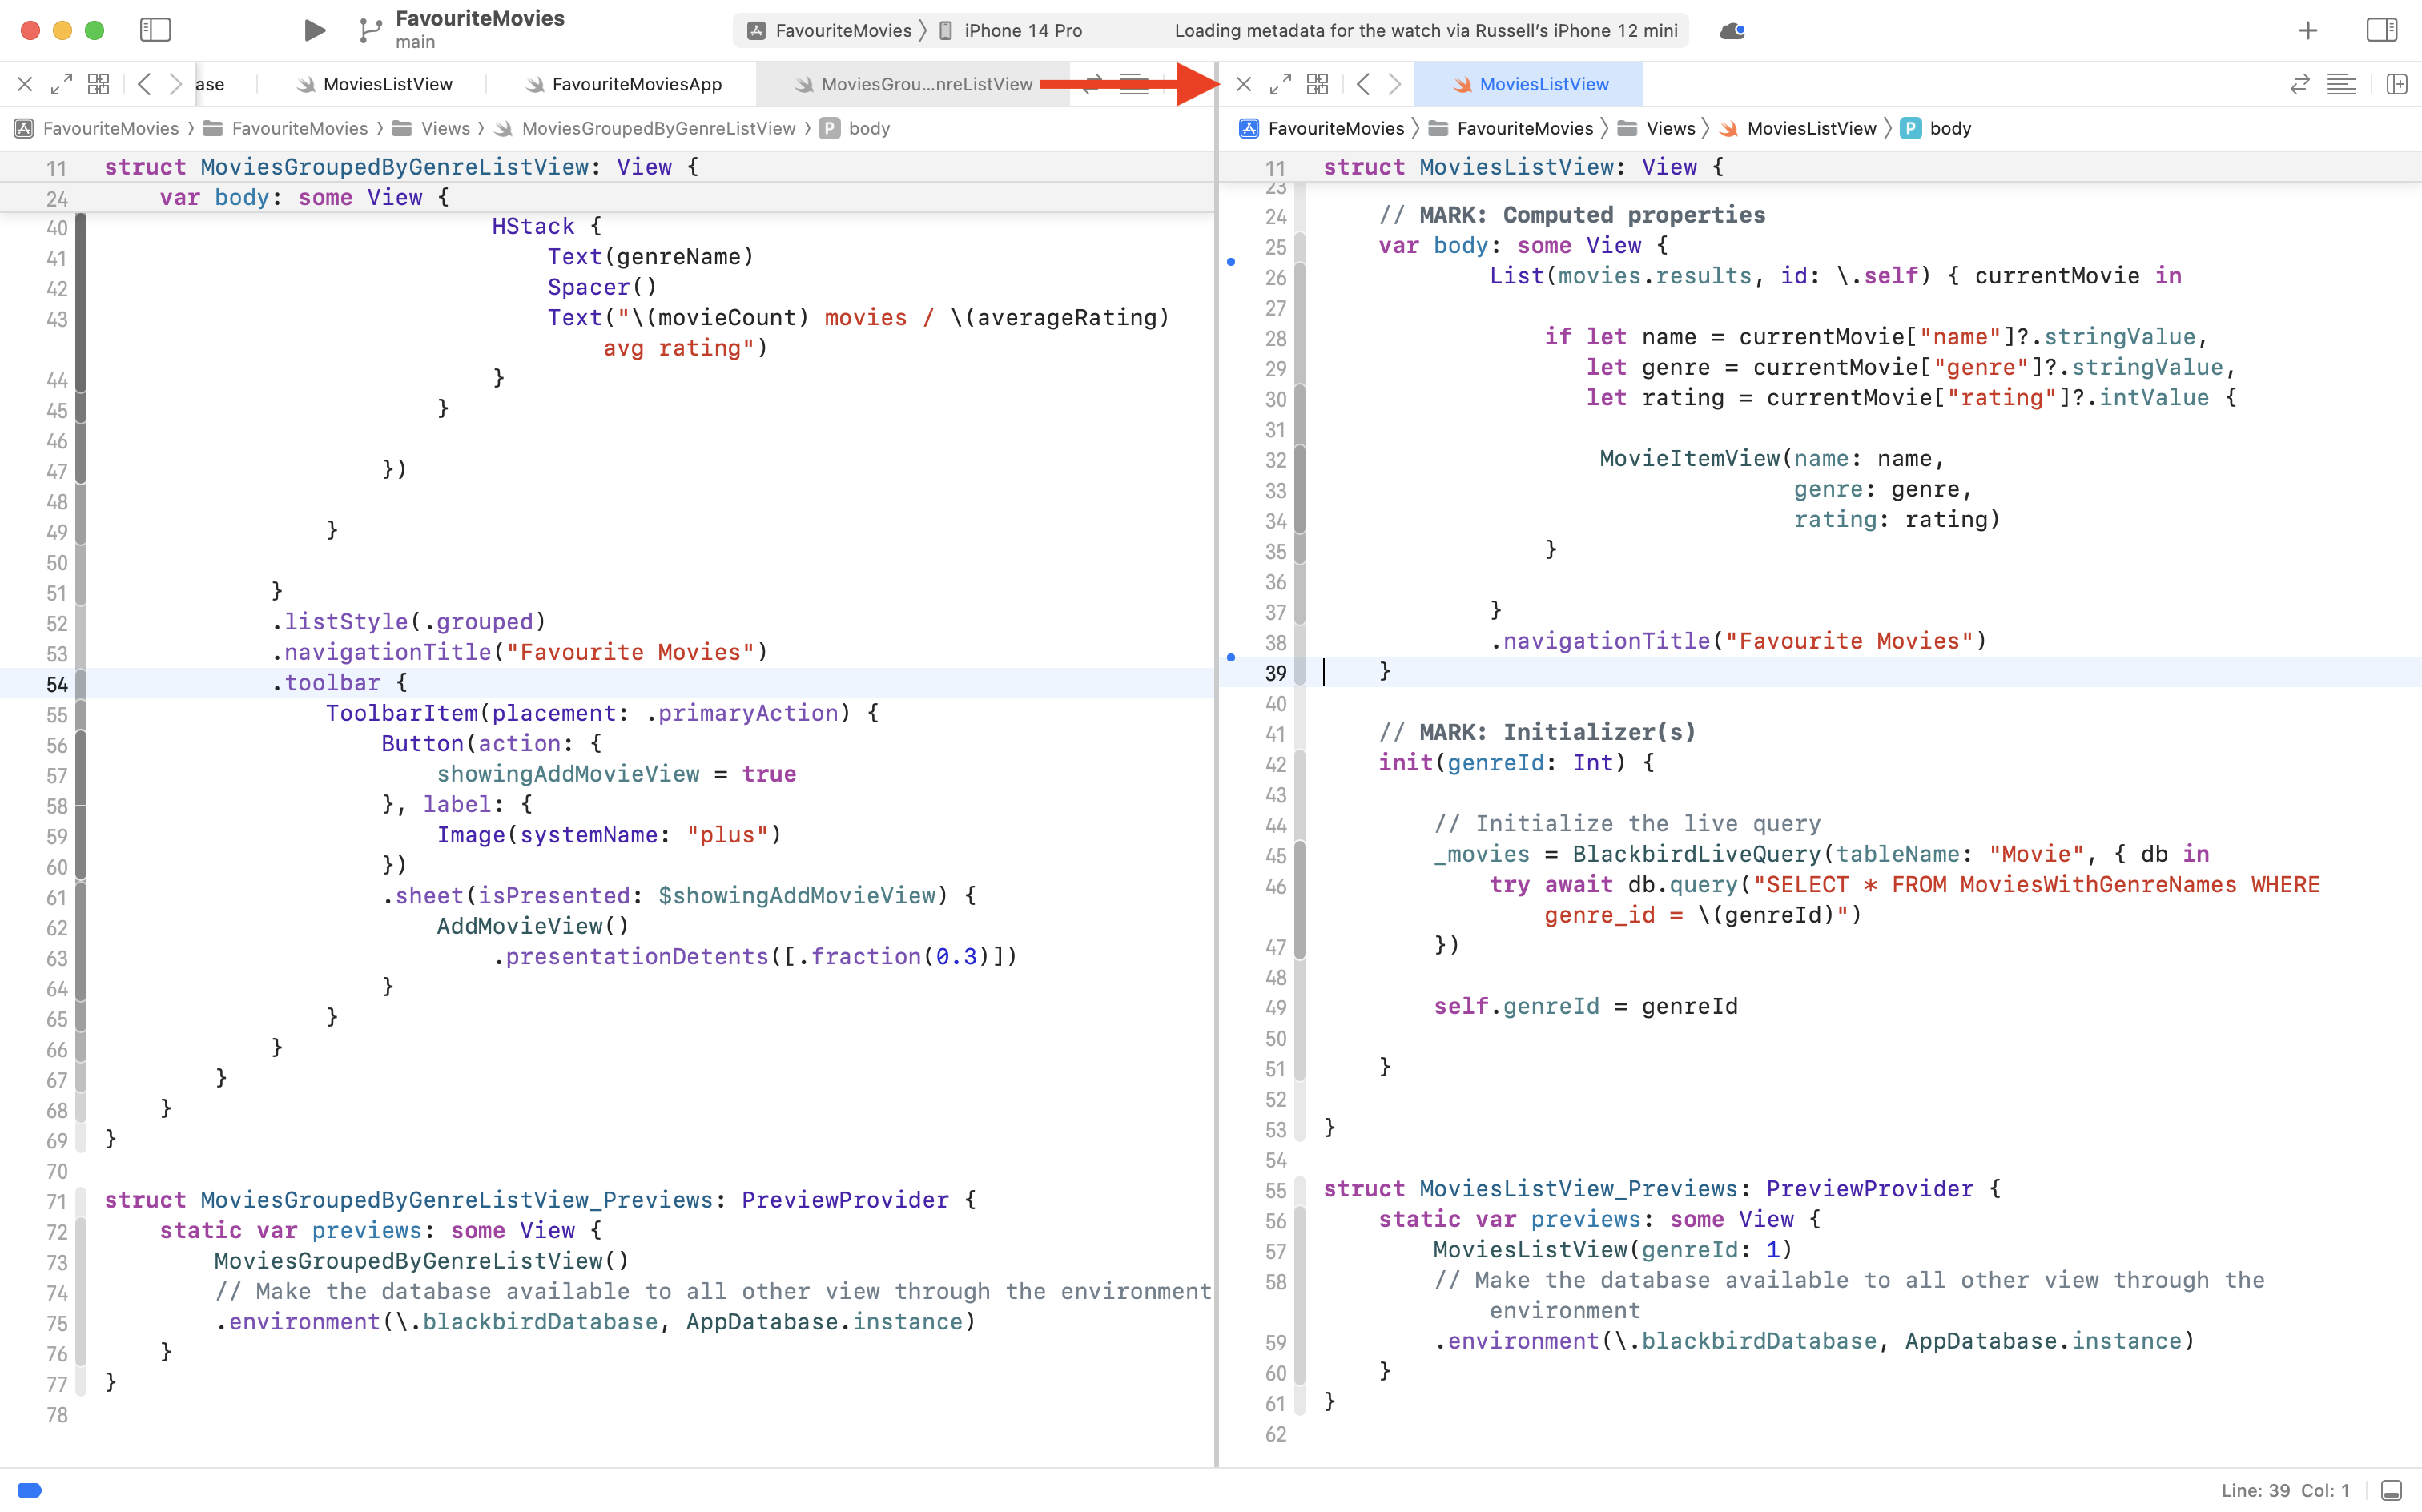 FavouriteMovies
main
FavouriteMovies iPhone 14 Pro Loading metadata for the watch via Russell's iPhone 12 mini
ase MoviesListView FavouriteMoviesApp MoviesGrou...nreListView
FavouriteMovies FavouriteMovies Views MoviesGroupedByGenreListView P body
11 struct MoviesGroupedByGenreListView: View {
24     var body: some View {
40                             HStack {
41                                 Text(genreName)
42                                 Spacer()
43                                 Text("\(movieCount) movies / \(averageRating)
                                    avg rating")
44                             }
45                         }
46
47                     })
48
49                 }
50
51             }
52             .listStyle(.grouped)
53             .navigationTitle("Favourite Movies")
54             .toolbar {
55                 ToolbarItem(placement: .primaryAction) {
56                     Button(action: {
57                         showingAddMovieView = true
58                     }, label: {
59                         Image(systemName: "plus")
60                     })
61                     .sheet(isPresented: $showingAddMovieView) {
62                         AddMovieView()
63                             .presentationDetents([.fraction(0.3)])
64                     }
65                 }
66             }
67         }
68     }
69 }
70
71 struct MoviesGroupedByGenreListView_Previews: PreviewProvider {
72     static var previews: some View {
73         MoviesGroupedByGenreListView()
74         // Make the database available to all other view through the environment
75         .environment(\.blackbirdDatabase, AppDatabase.instance)
76     }
77 }
78
MoviesListView
FavouriteMovies FavouriteMovies Views MoviesListView P body
11 struct MoviesListView: View {
23
24     // MARK: Computed properties
25     var body: some View {
26             List(movies.results, id: \.self) { currentMovie in
27
28                 if let name = currentMovie["name"]?.stringValue,
29                    let genre = currentMovie["genre"]?.stringValue,
30                    let rating = currentMovie["rating"]?.intValue {
31
32                     MovieItemView(name: name,
33                                   genre: genre,
34                                   rating: rating)
35                 }
36
37             }
38             .navigationTitle("Favourite Movies")
39     }
40
41     // MARK: Initializer(s)
42     init(genreId: Int) {
43
44         // Initialize the live query
45         _movies = BlackbirdLiveQuery(tableName: "Movie", { db in
46             try await db.query("SELECT * FROM MoviesWithGenreNames WHERE
                genre_id = \(genreId)")
47         })
48
49         self.genreId = genreId
50
51     }
52
53 }
54
55 struct MoviesListView_Previews: PreviewProvider {
56     static var previews: some View {
57         MoviesListView(genreId: 1)
58         // Make the database available to all other view through the
            environment
59         .environment(\.blackbirdDatabase, AppDatabase.instance)
60     }
61 }
62
Line: 39 Col: 1